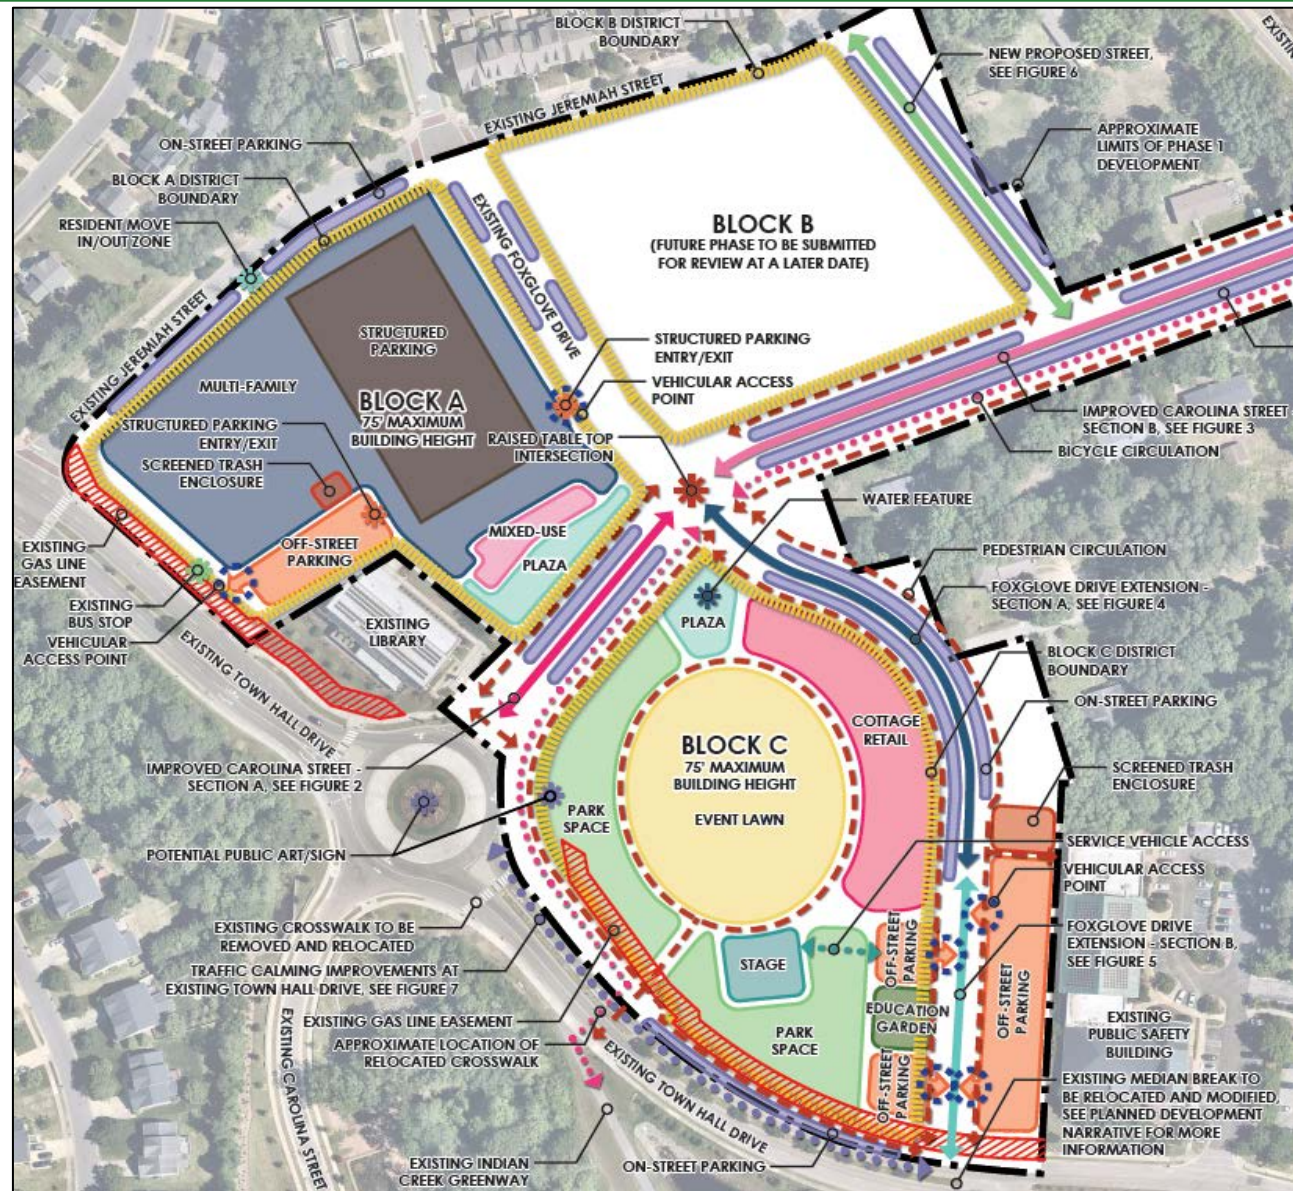 BLOCK B DISTRICT
BOUNDARY
NEW PROPOSED STREET,
SEE FIGURE 6
EXISTING JEREMIAH STREET
ON-STREET PARKING
APPROXIMATE
LIMITS OF PHASE 1
DEVELOPMENT
BLOCK A DISTRICT
BOUNDARY
RESIDENT MOVE
IN/OUT ZONE
EXISTING FOXGLOVE DRIVE
BLOCK B
(FUTURE PHASE TO BE SUBMITTED
FOR REVIEW AT A LATER DATE)
EXISTING JEREMIAH STREET
STRUCTURED
PARKING
STRUCTURED PARKING
ENTRY/EXIT
MULTI-FAMILY
VEHICULAR ACCESS
POINT
BLOCK A
75' MAXIMUM
BUILDING HEIGHT
IMPROVED CAROLINA STREET -
SECTION B, SEE FIGURE 3
STRUCTURED PARKING
ENTRY/EXIT
RAISED TABLE TOP
INTERSECTION
BICYCLE CIRCULATION
SCREENED TRASH
ENCLOSURE
WATER FEATURE
MIXED-USE
OFF-STREET
PARKING
PLAZA
EXISTING
GAS LINE
EASEMENT
PEDESTRIAN CIRCULATION
FOXGLOVE DRIVE EXTENSION -
SECTION A, SEE FIGURE 4
EXISTING
BUS STOP
EXISTING
LIBRARY
PLAZA
VEHICULAR
ACCESS POINT
BLOCK C DISTRICT
BOUNDARY
EXISTING TOWN HALL DRIVE
ON-STREET PARKING
COTTAGE
RETAIL
BLOCK C
75' MAXIMUM
BUILDING HEIGHT
EVENT LAWN
IMPROVED CAROLINA STREET -
SECTION A, SEE FIGURE 2
SCREENED TRASH
ENCLOSURE
PARK
SPACE
SERVICE VEHICLE ACCESS
POTENTIAL PUBLIC ART/SIGN
VEHICULAR ACCESS
POINT
EXISTING CROSSWALK TO BE
REMOVED AND RELOCATED
FOXGLOVE DRIVE
EXTENSION - SECTION B,
SEE FIGURE 5
OFF-STREET
PARKING
STAGE
TRAFFIC CALMING IMPROVEMENTS AT
EXISTING TOWN HALL DRIVE, SEE FIGURE 7
OFF-STREET
PARKING
EDUCATION
GARDEN
EXISTING GAS LINE EASEMENT
EXISTING
PUBLIC SAFETY
BUILDING
APPROXIMATE LOCATION OF
RELOCATED CROSSWALK
PARK
SPACE
EXISTING CAROLINA STREET
OFF-STREET
PARKING
EXISTING TOWN HALL DRIVE
EXISTING MEDIAN BREAK TO
BE RELOCATED AND MODIFIED,
SEE PLANNED DEVELOPMENT
NARRATIVE FOR MORE
INFORMATION
EXISTING INDIAN
CREEK GREENWAY
ON-STREET PARKING